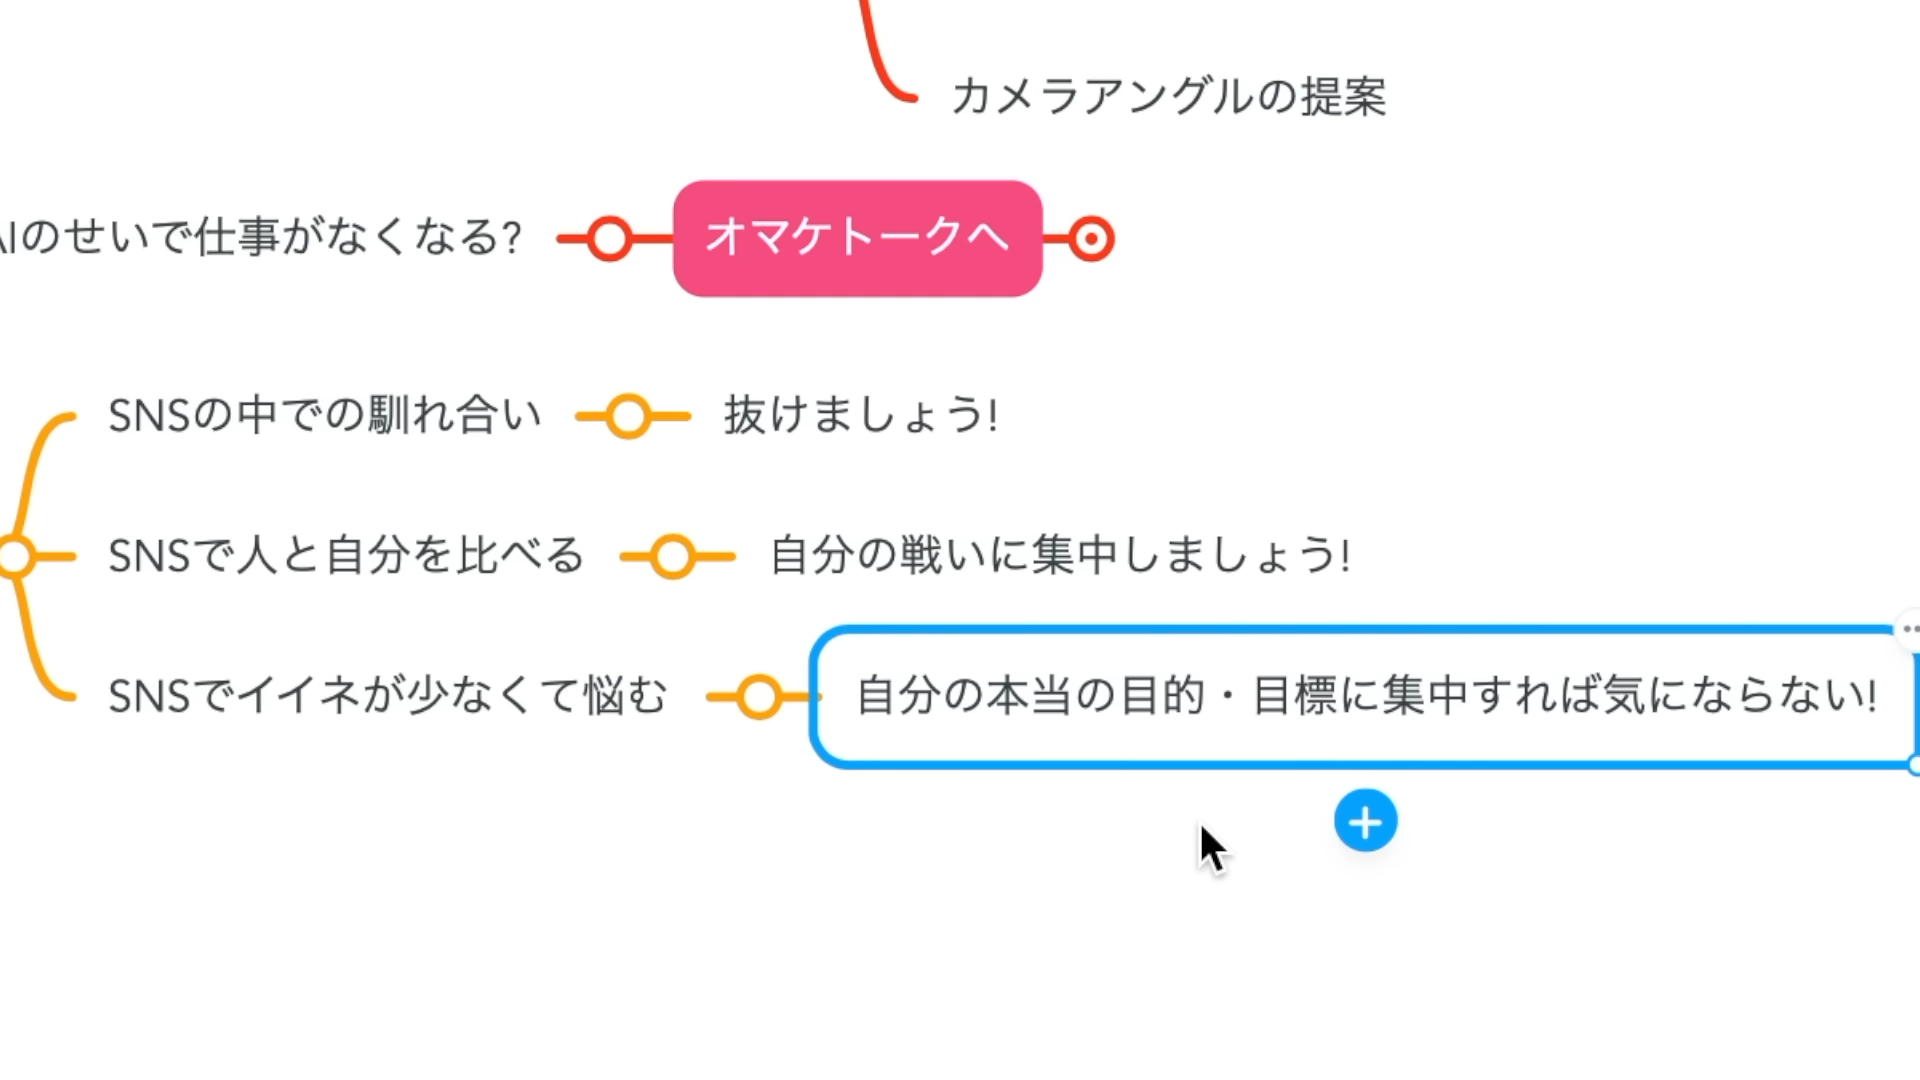 カメラアングルの提案
AIのせいで仕事がなくなる?
オマケトークへ
SNSの中での馴れ合い
抜けましょう!
SNSで人と自分を比べる
自分の戦いに集中しましょう!
SNSでイイネが少なくて悩む
自分の本当の目的・目標に集中すれば気にならない!